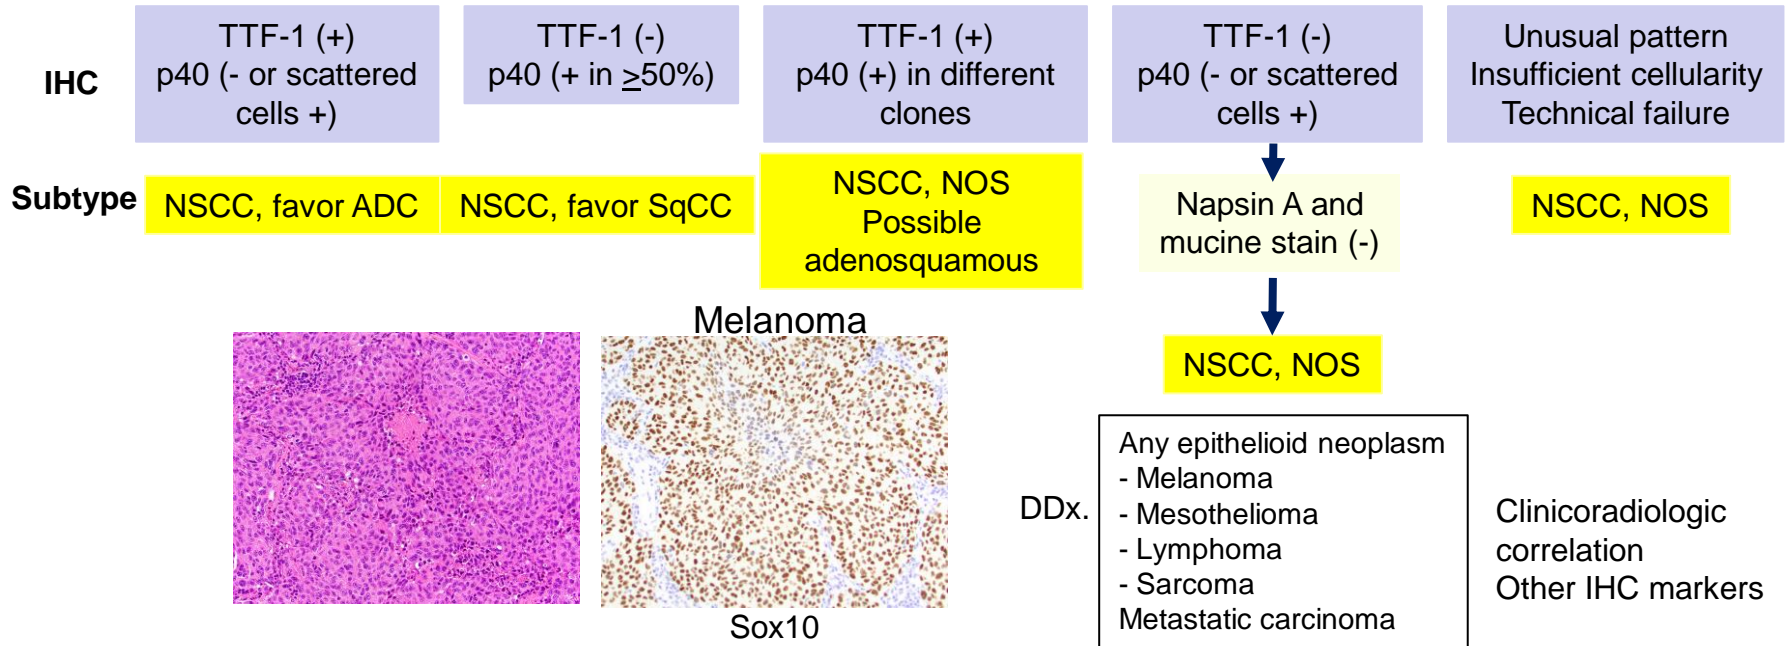 IHC
TTF-1 (+)
p40 (- or scattered
cells +)
TTF-1 (-)
p40 (+ in ≥50%)
TTF-1 (+)
p40 (+) in different
clones
TTF-1 (-)
p40 (- or scattered
cells +)
Unusual pattern
Insufficient cellularity
Technical failure
Subtype
NSCC, favor ADC
NSCC, favor SqCC
NSCC, NOS
Possible
adenosquamous
Napsin A and
mucine stain (-)
NSCC, NOS
NSCC, NOS
Melanoma
Sox10
DDx.
Any epithelioid neoplasm
- Melanoma
- Mesothelioma
- Lymphoma
- Sarcoma
Metastatic carcinoma
Clinicoradiologic
correlation
Other IHC markers